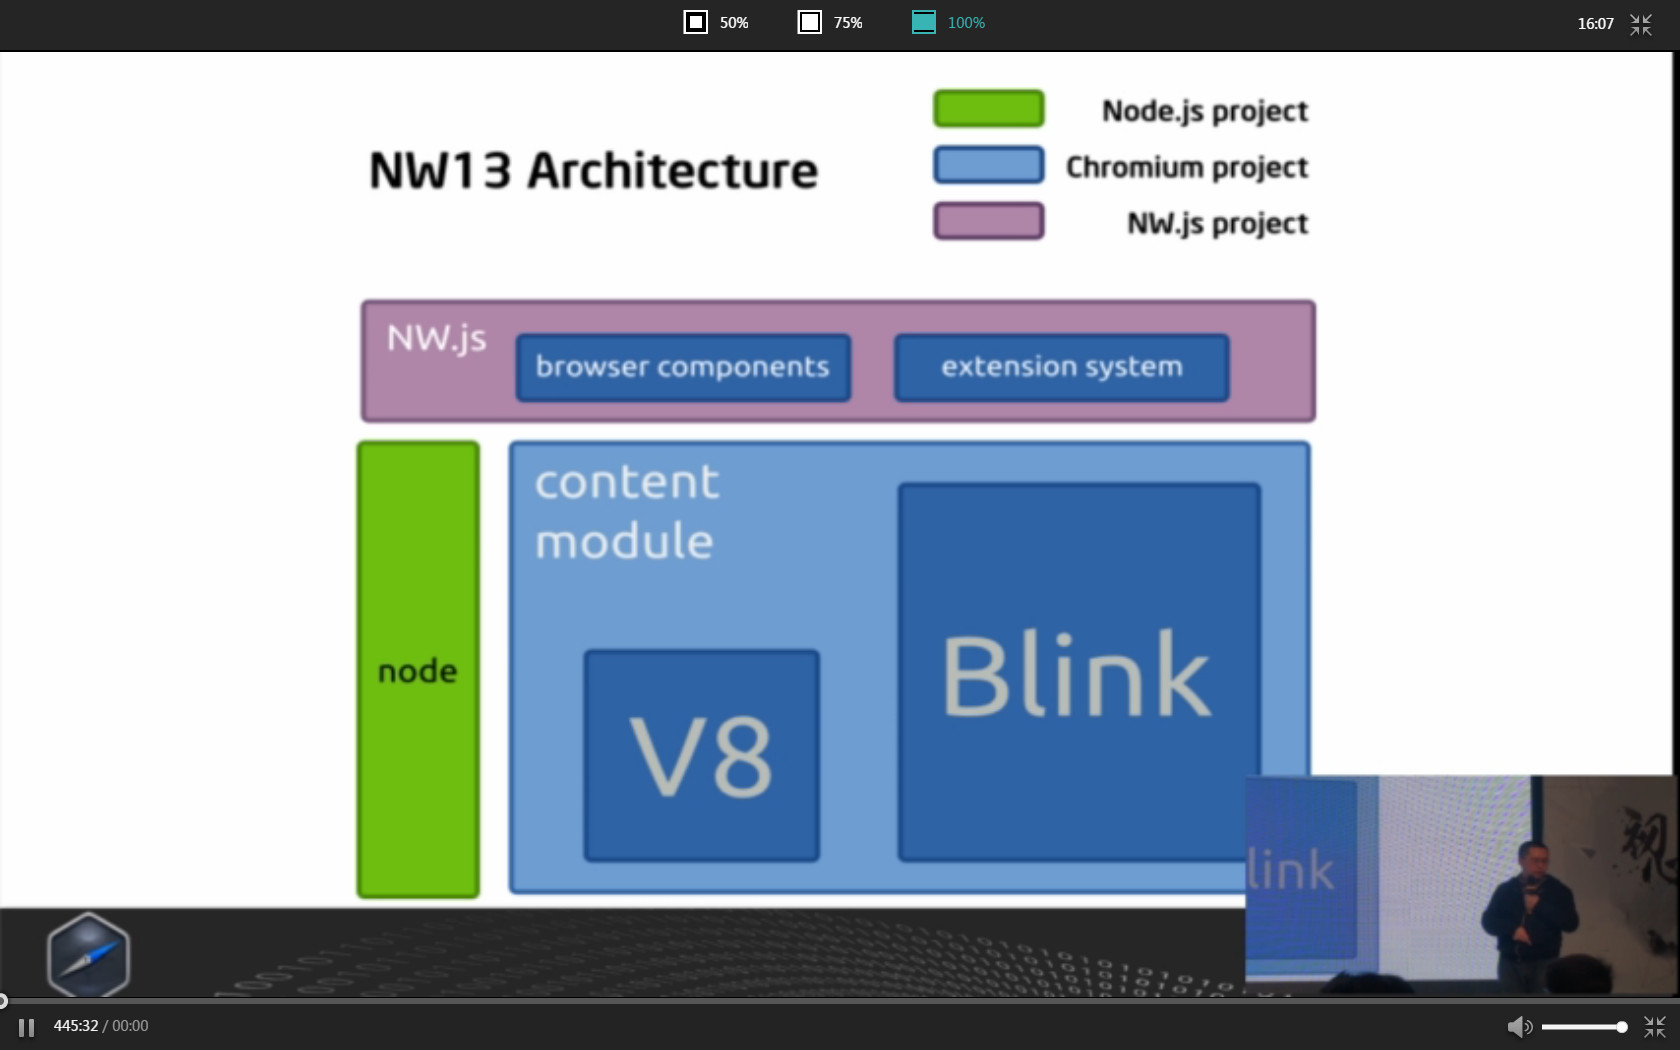 50%
75%
100%
16:07
Node.js project
NW13 Architecture
Chromium project
NW.js project
NW.js
browser components
extension system
content
module
node
V8
Blink
link
视
445:32 / 00:00